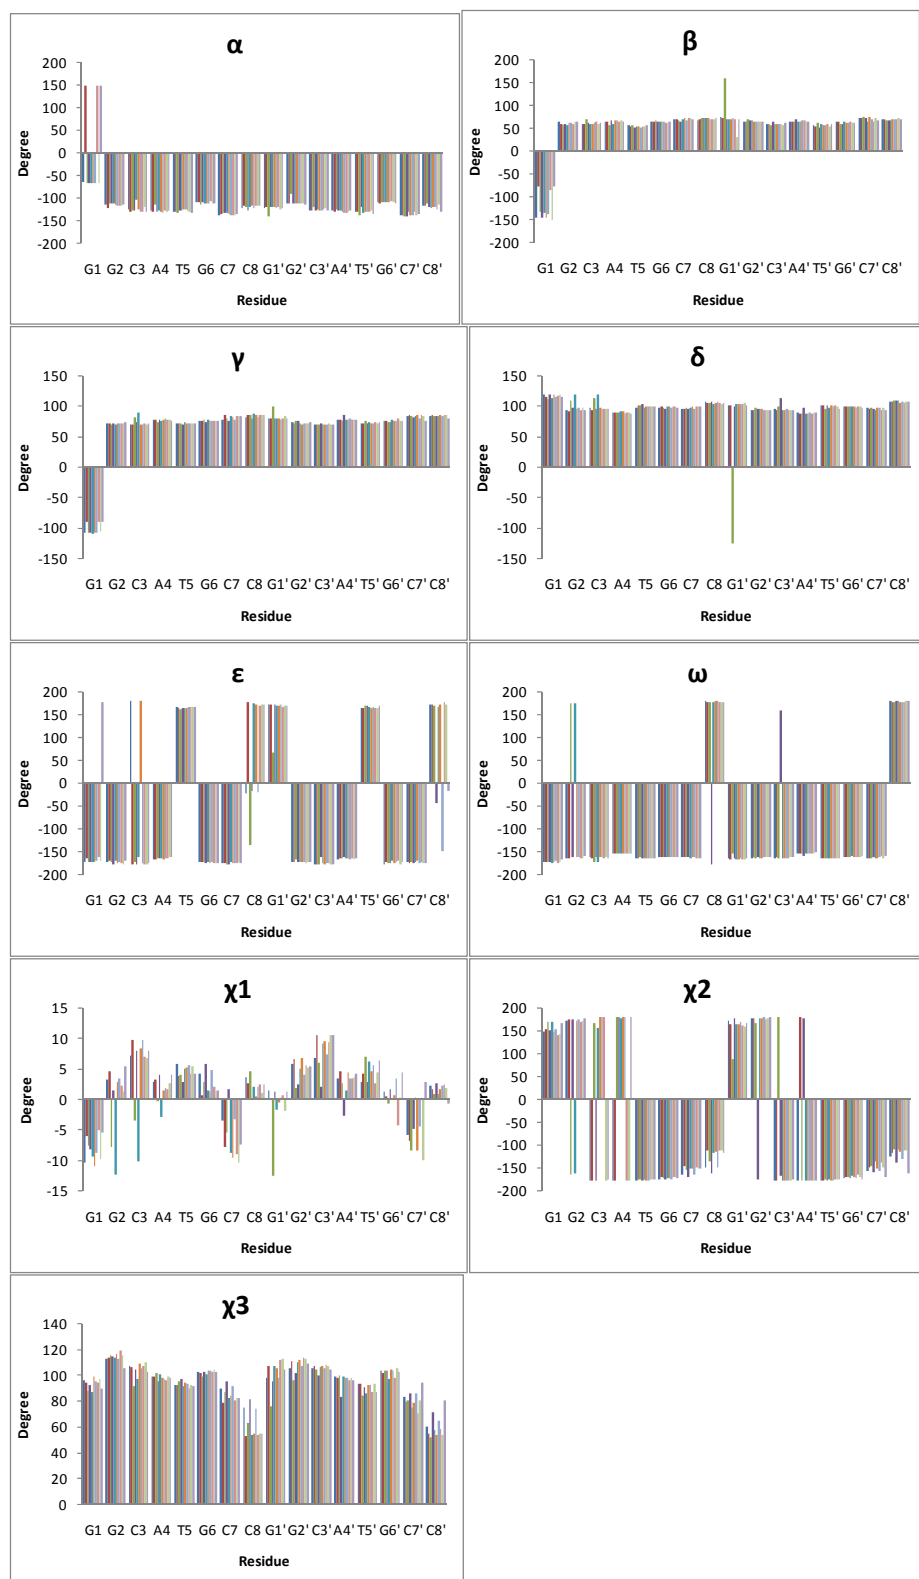 α
200
150
100
50
0
-50
-100
-150
-200
Degree
G1 G2 C3 A4 T5 G6 C7 C8 G1' G2' C3' A4' T5' G6' C7' C8'
Residue
β
200
150
100
50
0
-50
-100
-150
-200
Degree
G1 G2 C3 A4 T5 G6 C7 C8 G1' G2' C3' A4' T5' G6' C7' C8'
Residue
γ
150
100
50
0
-50
-100
-150
Degree
G1 G2 C3 A4 T5 G6 C7 C8 G1' G2' C3' A4' T5' G6' C7' C8'
Residue
δ
150
100
50
0
-50
-100
-150
Degree
G1 G2 C3 A4 T5 G6 C7 C8 G1' G2' C3' A4' T5' G6' C7' C8'
Residue
ε
200
150
100
50
0
-50
-100
-150
-200
Degree
G1 G2 C3 A4 T5 G6 C7 C8 G1' G2' C3' A4' T5' G6' C7' C8'
Residue
ω
200
150
100
50
0
-50
-100
-150
-200
Degree
G1 G2 C3 A4 T5 G6 C7 C8 G1' G2' C3' A4' T5' G6' C7' C8'
Residue
χ1
15
10
5
0
-5
-10
-15
Degree
G1 G2 C3 A4 T5 G6 C7 C8 G1' G2' C3' A4' T5' G6' C7' C8'
Residue
χ2
200
150
100
50
0
-50
-100
-150
-200
Degree
G1 G2 C3 A4 T5 G6 C7 C8 G1' G2' C3' A4' T5' G6' C7' C8'
Residue
χ3
140
120
100
80
60
40
20
0
Degree
G1 G2 C3 A4 T5 G6 C7 C8 G1' G2' C3' A4' T5' G6' C7' C8'
Residue